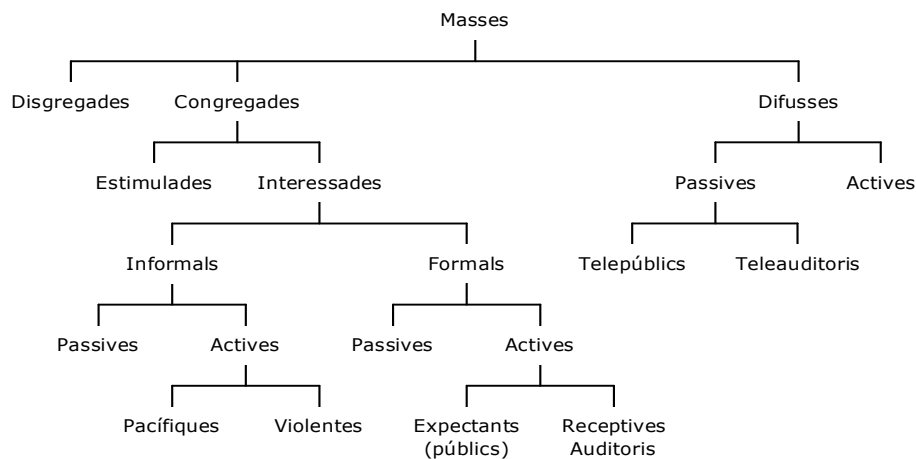 Masses
Disgregades Congregades Difusses
Estimulades Interessades Passives Actives
Informals Formals Telepúblics Teleauditoris
Passives Actives Passives Actives
Pacífiques Violentes Expectants Receptives
(públics) Auditoris